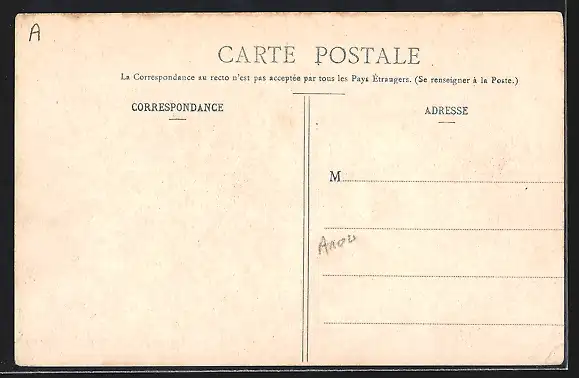 A
CARTE POSTALE
La Correspondance au recto n'est pas acceptée par tous les Pays Étrangers. (Se renseigner à la Poste.)
CORRESPONDANCE
ADRESSE
M